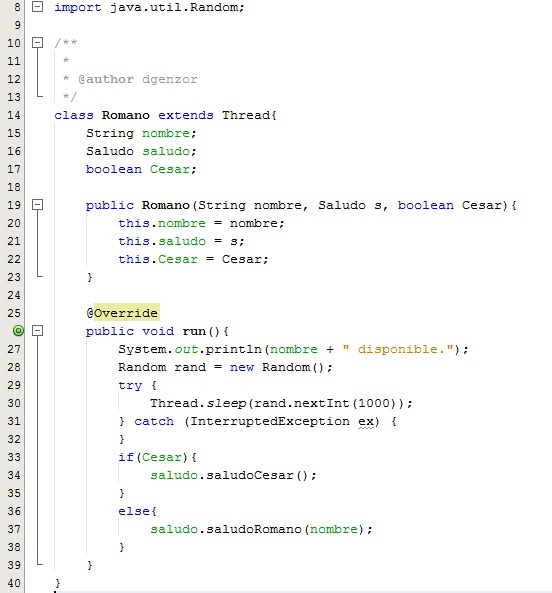 8 import java.util.Random;
9
10 /**
11 *
12 * @author dgenzor
13 */
14 class Romano extends Thread{
15 String nombre;
16 Saludo saludo;
17 boolean Cesar;
18
19 public Romano(String nombre, Saludo s, boolean Cesar){
20 this.nombre = nombre;
21 this.saludo = s;
22 this.Cesar = Cesar;
23 }
24
25 @Override
public void run(){
27 System.out.println(nombre + " disponible.");
28 Random rand = new Random();
29 try {
30 Thread.sleep(rand.nextInt(1000));
31 } catch (InterruptedException ex) {
32 }
33 if(Cesar){
34 saludo.saludoCesar();
35 }
36 else{
37 saludo.saludoRomano(nombre);
38 }
39 }
40 }